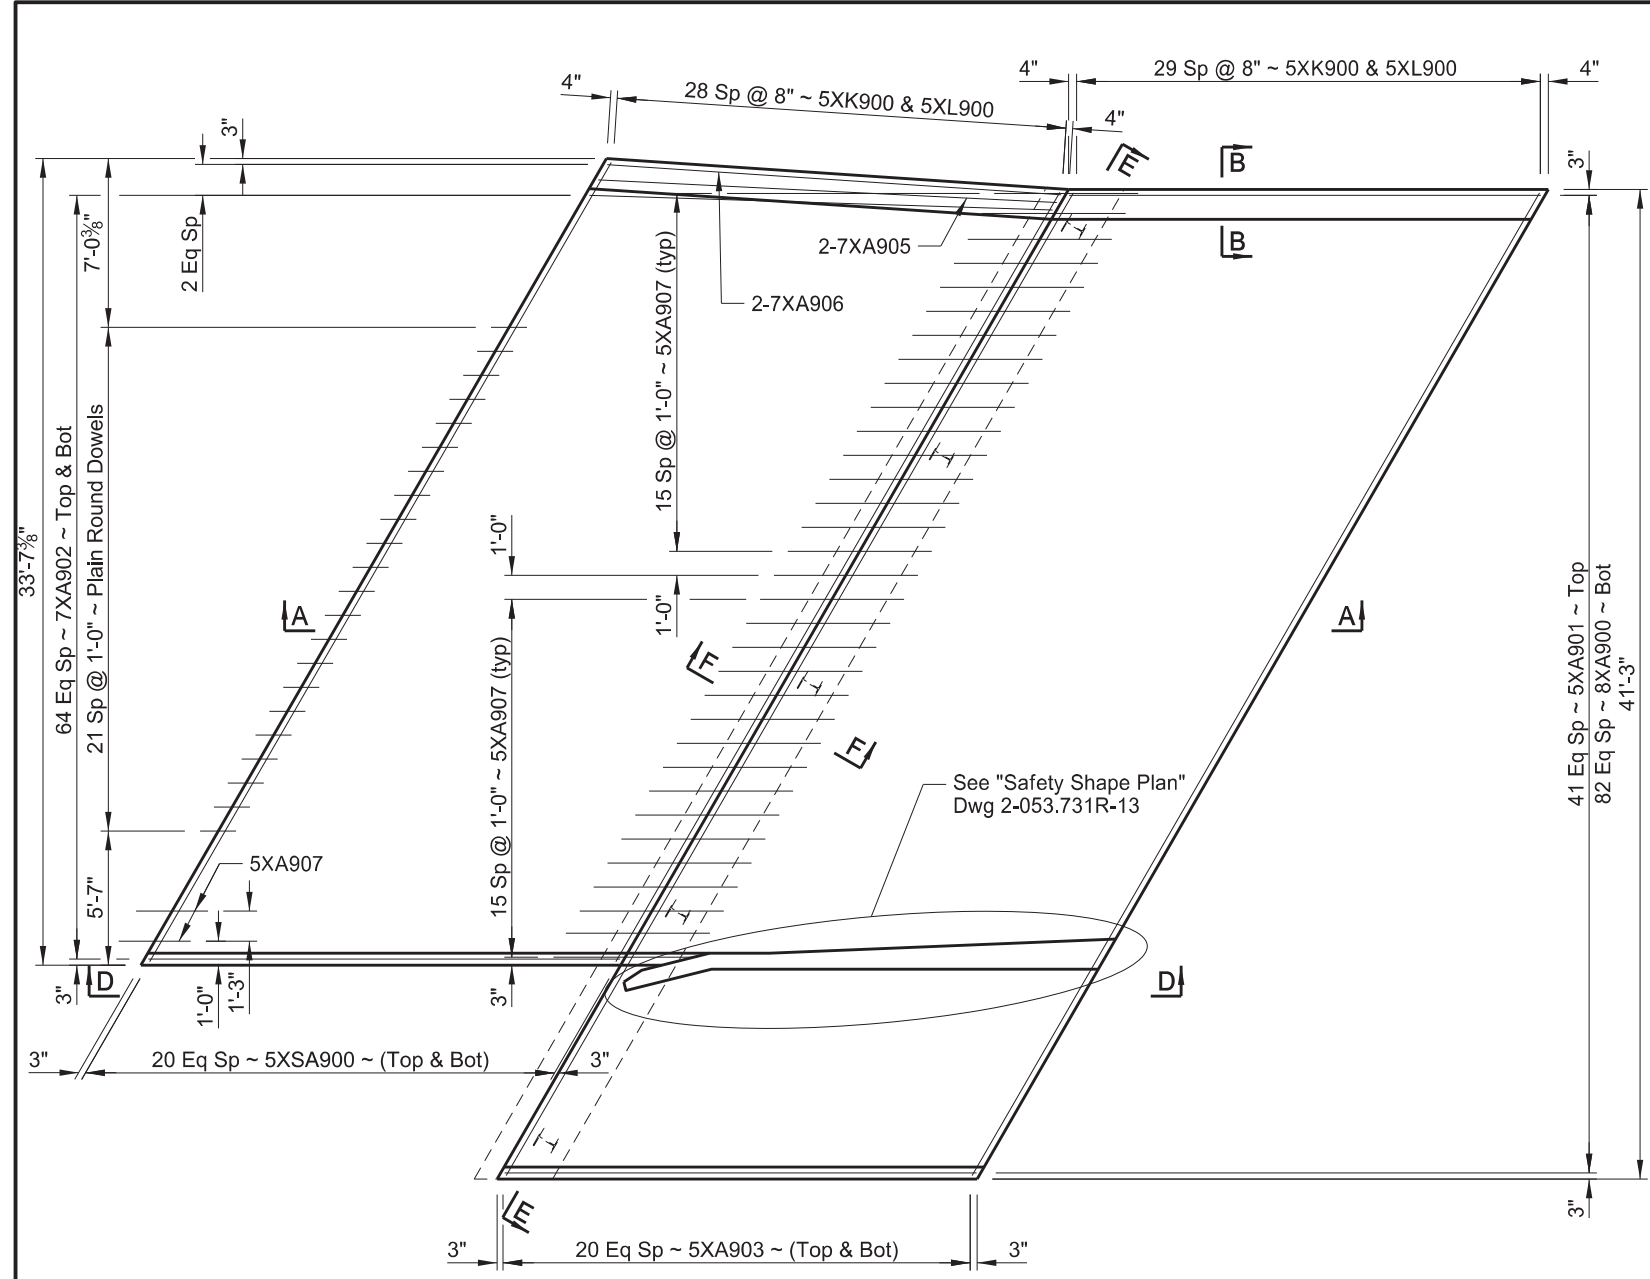 4"
28 Sp @ 8" ~ 5XK900 & 5XL900
4"
4"
29 Sp @ 8" ~ 5XK900 & 5XL900
4"
3"
E
B
3"
7'-0⅜"
2 Eq Sp
2-7XA905
B
2-7XA906
15 Sp @ 1'-0" ~ 5XA907 (typ)
33'-7⅜"
64 Eq Sp ~ 7XA902 ~ Top & Bot
21 Sp @ 1'-0" ~ Plain Round Dowels
1'-0"
1'-0"
A
A
F
F
15 Sp @ 1'-0" ~ 5XA907 (typ)
41 Eq Sp ~ 5XA901 ~ Top
82 Eq Sp ~ 8XA900 ~ Bot
41'-3"
See "Safety Shape Plan"
Dwg 2-053.731R-13
5XA907
5'-7"
3"
D
1'-0"
1'-3"
3"
D
3"
20 Eq Sp ~ 5XSA900 ~ (Top & Bot)
3"
3"
E
3"
20 Eq Sp ~ 5XA903 ~ (Top & Bot)
3"